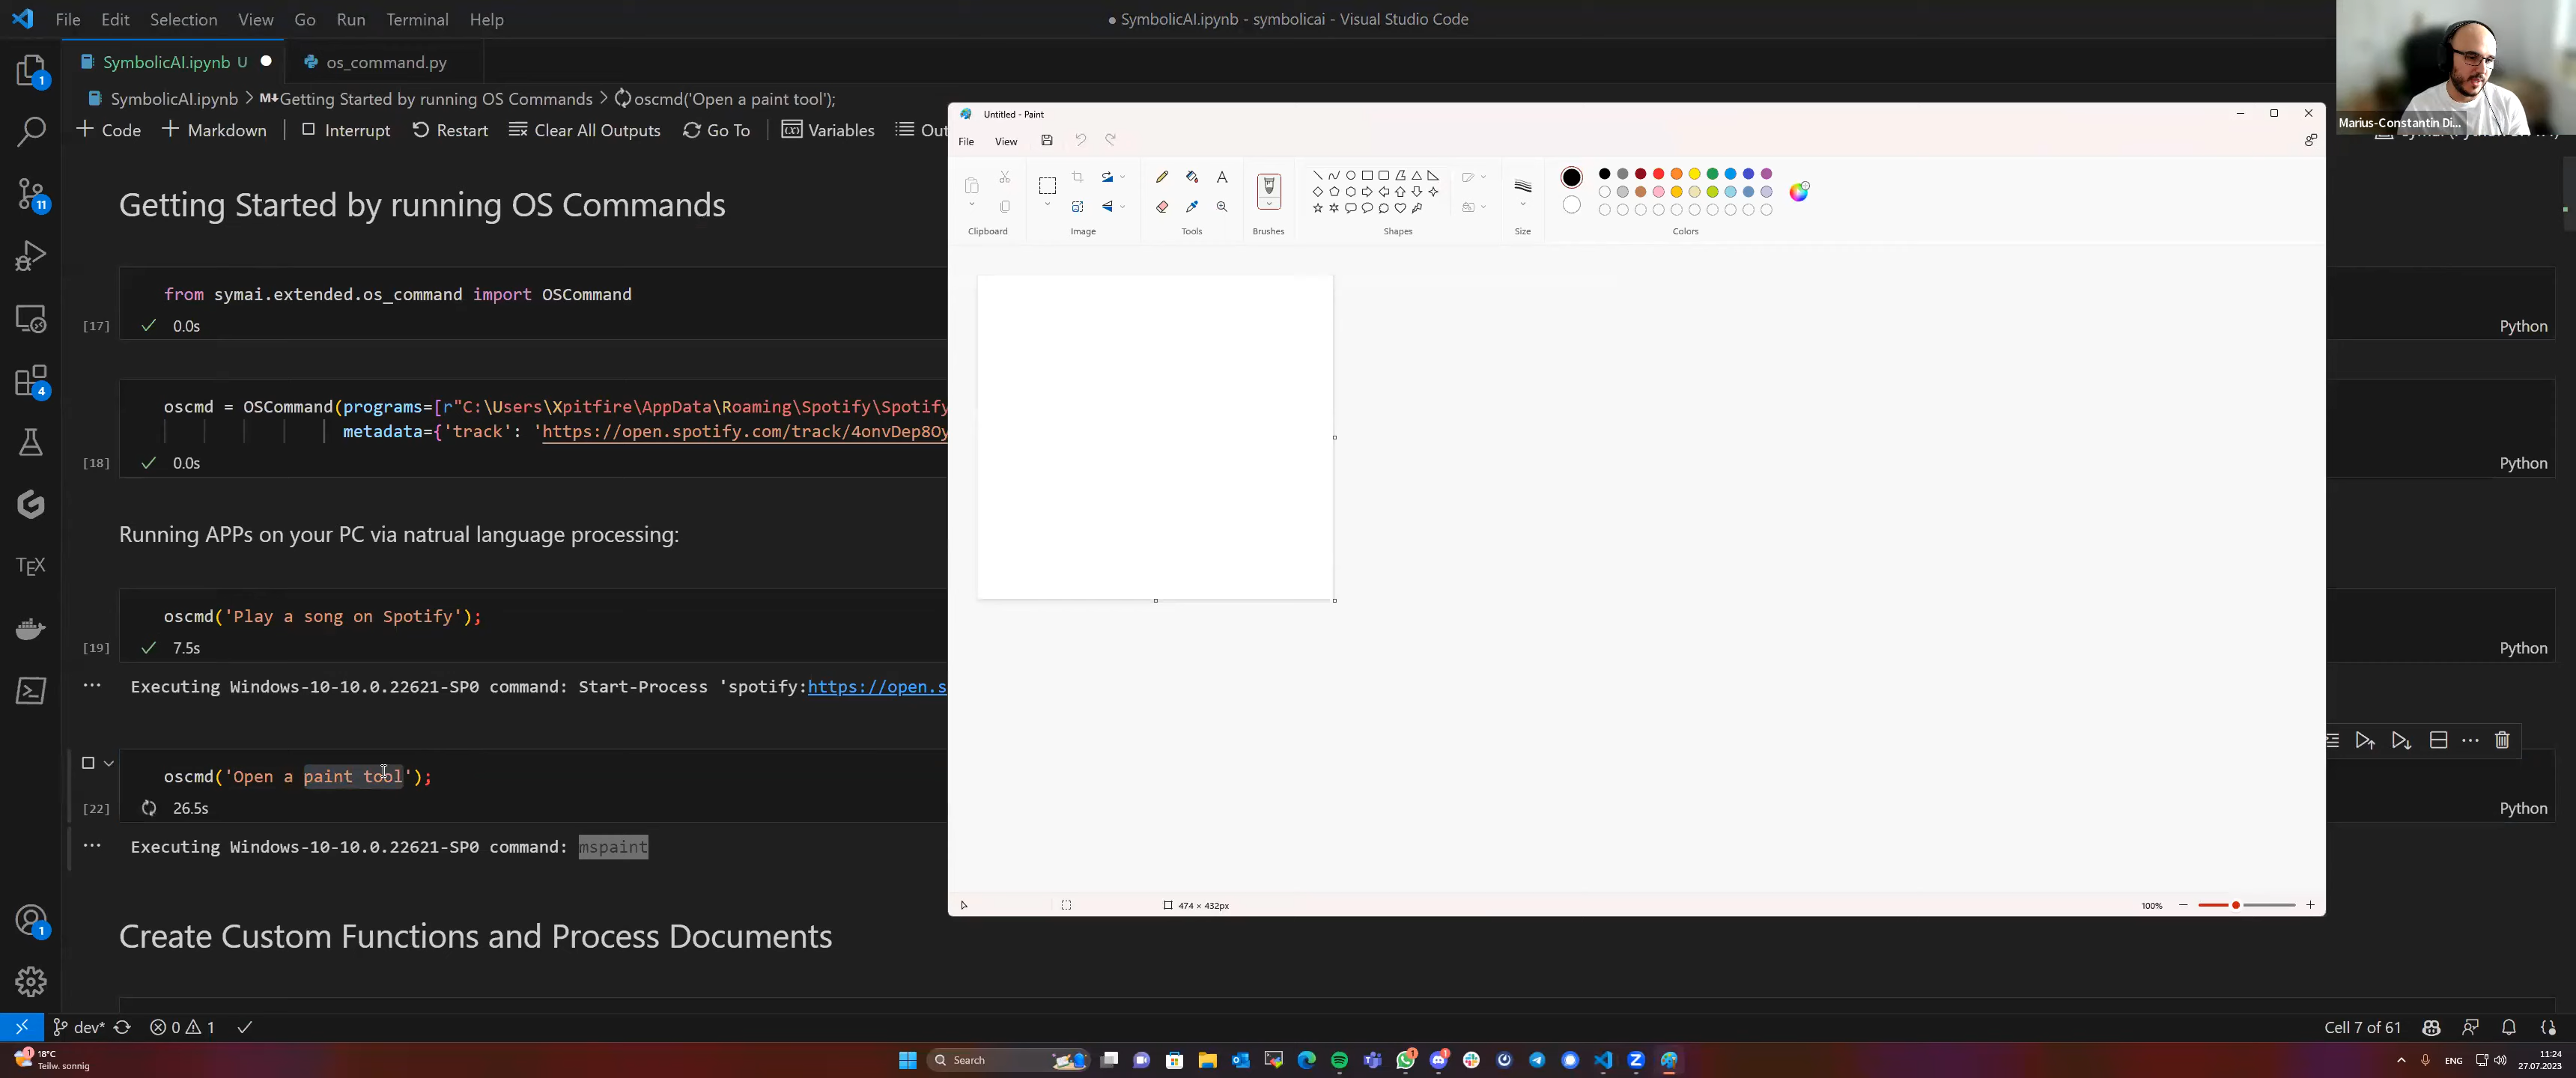 File Edit Selection View Go Run Terminal Help
● SymbolicAI.ipynb - symbolicai - Visual Studio Code
SymbolicAI.ipynb U ●
os_command.py
SymbolicAI.ipynb > M↓Getting Started by running OS Commands > oscmd('Open a paint tool');
Code Markdown Interrupt Restart Clear All Outputs Go To Variables Out
Marius-Constantin Di...
Getting Started by running OS Commands
from symai.extended.os_command import OSCommand
[17] 0.0s
Python
oscmd = OSCommand(programs=[r"C:\Users\Xpitfire\AppData\Roaming\Spotify\Spotify
metadata={'track': 'https://open.spotify.com/track/4onvDep8Oy
[18] 0.0s
Python
Running APPs on your PC via natrual language processing:
oscmd('Play a song on Spotify');
[19] 7.5s
Python
... Executing Windows-10-10.0.22621-SP0 command: Start-Process 'spotify:https://open.s
oscmd('Open a paint tool');
[22] 26.5s
Python
... Executing Windows-10-10.0.22621-SP0 command: mspaint
Create Custom Functions and Process Documents
Untitled - Paint
File View
Clipboard Image Tools Brushes Shapes Size Colors
474 × 432px
100%
1
11
4
TEX
1
dev* 0 1
Cell 7 of 61
18°C
Teilw. sonnig
Search
ENG
11:24
27.07.2023